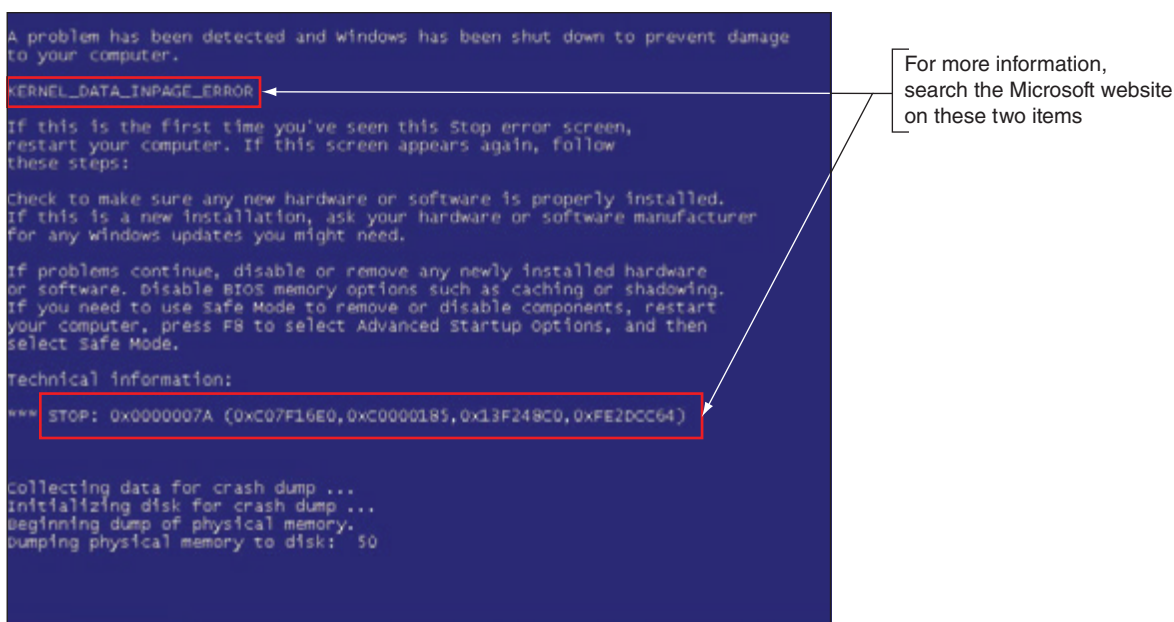 A problem has been detected and Windows has been shut down to prevent damage
to your computer.
KERNEL_DATA_INPAGE_ERROR
If this is the first time you've seen this Stop error screen,
restart your computer. If this screen appears again, follow
these steps:
Check to make sure any new hardware or software is properly installed.
If this is a new installation, ask your hardware or software manufacturer
for any Windows updates you might need.
If problems continue, disable or remove any newly installed hardware
or software. Disable BIOS memory options such as caching or shadowing.
If you need to use Safe Mode to remove or disable components, restart
your computer, press F8 to select Advanced Startup Options, and then
select Safe Mode.
Technical information:
*** STOP: 0x0000007A (0xC07F16E0,0xC0000185,0x13F248C0,0xFE2DCC64)
Collecting data for crash dump ...
Initializing disk for crash dump ...
Beginning dump of physical memory.
Dumping physical memory to disk:  50
For more information,
search the Microsoft website
on these two items